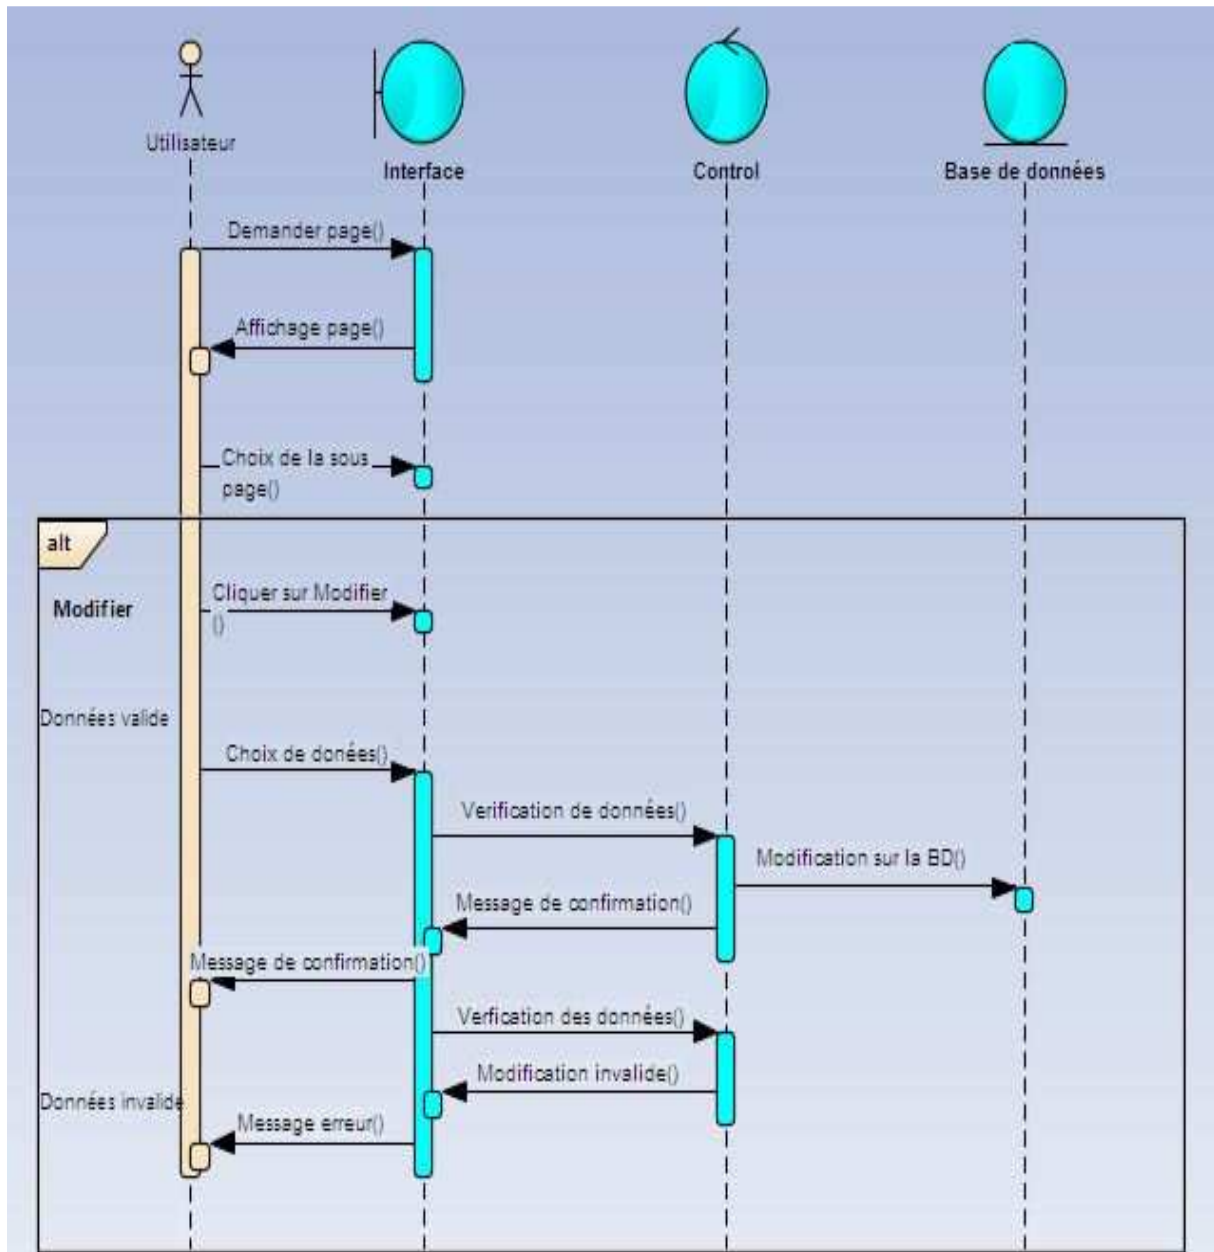 Utilisateur
Interface
Control
Base de données
Demander page()
Affichage page()
Choix de la sous
page()
alt
Modifier
Cliquer sur Modifier
()
Données valide
Choix de donées()
Verification de données()
Modification sur la BD()
Message de confirmation()
Message de confirmation()
Verfication des données()
Modification invalide()
Données invalide
Message erreur()